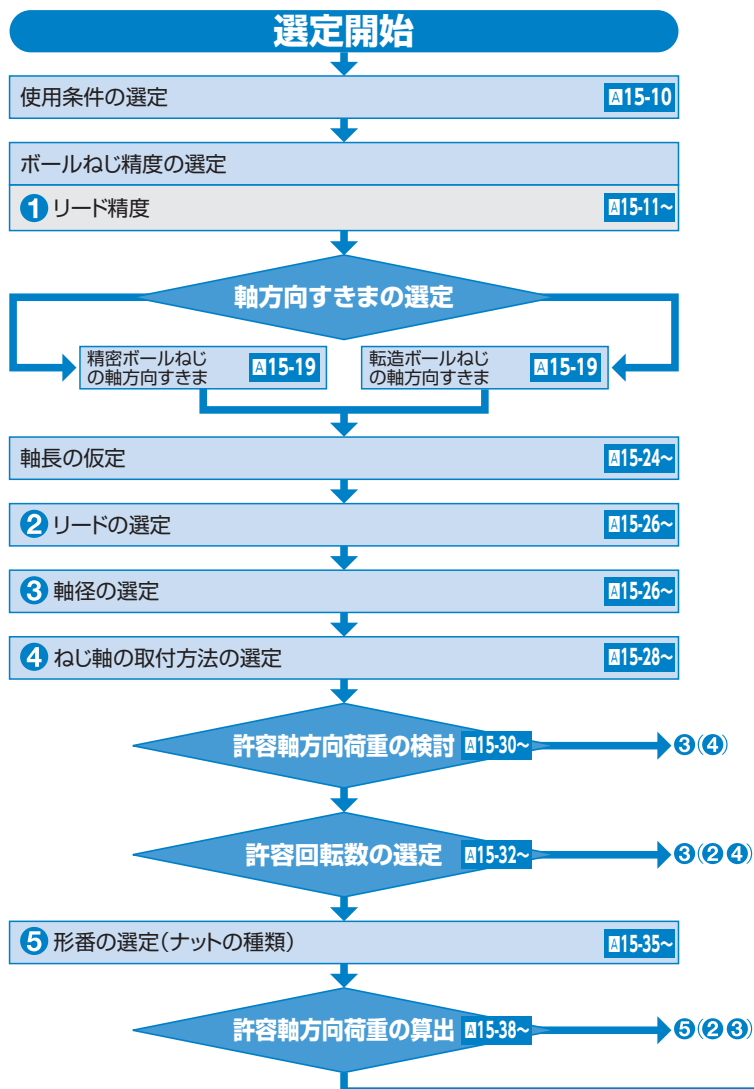 選定開始
使用条件の選定 A15-10
ボールねじ精度の選定
1 リード精度 A15-11～
軸方向すきまの選定
精密ボールねじ
の軸方向すきま A15-19
転造ボールねじ
の軸方向すきま A15-19
軸長の仮定 A15-24～
2 リードの選定 A15-26～
3 軸径の選定 A15-26～
4 ねじ軸の取付方法の選定 A15-28～
許容軸方向荷重の検討 A15-30～ 3(4)
許容回転数の選定 A15-32～ 3(2 4)
5 形番の選定(ナットの種類) A15-35～
許容軸方向荷重の算出 A15-38～ 5(2 3)